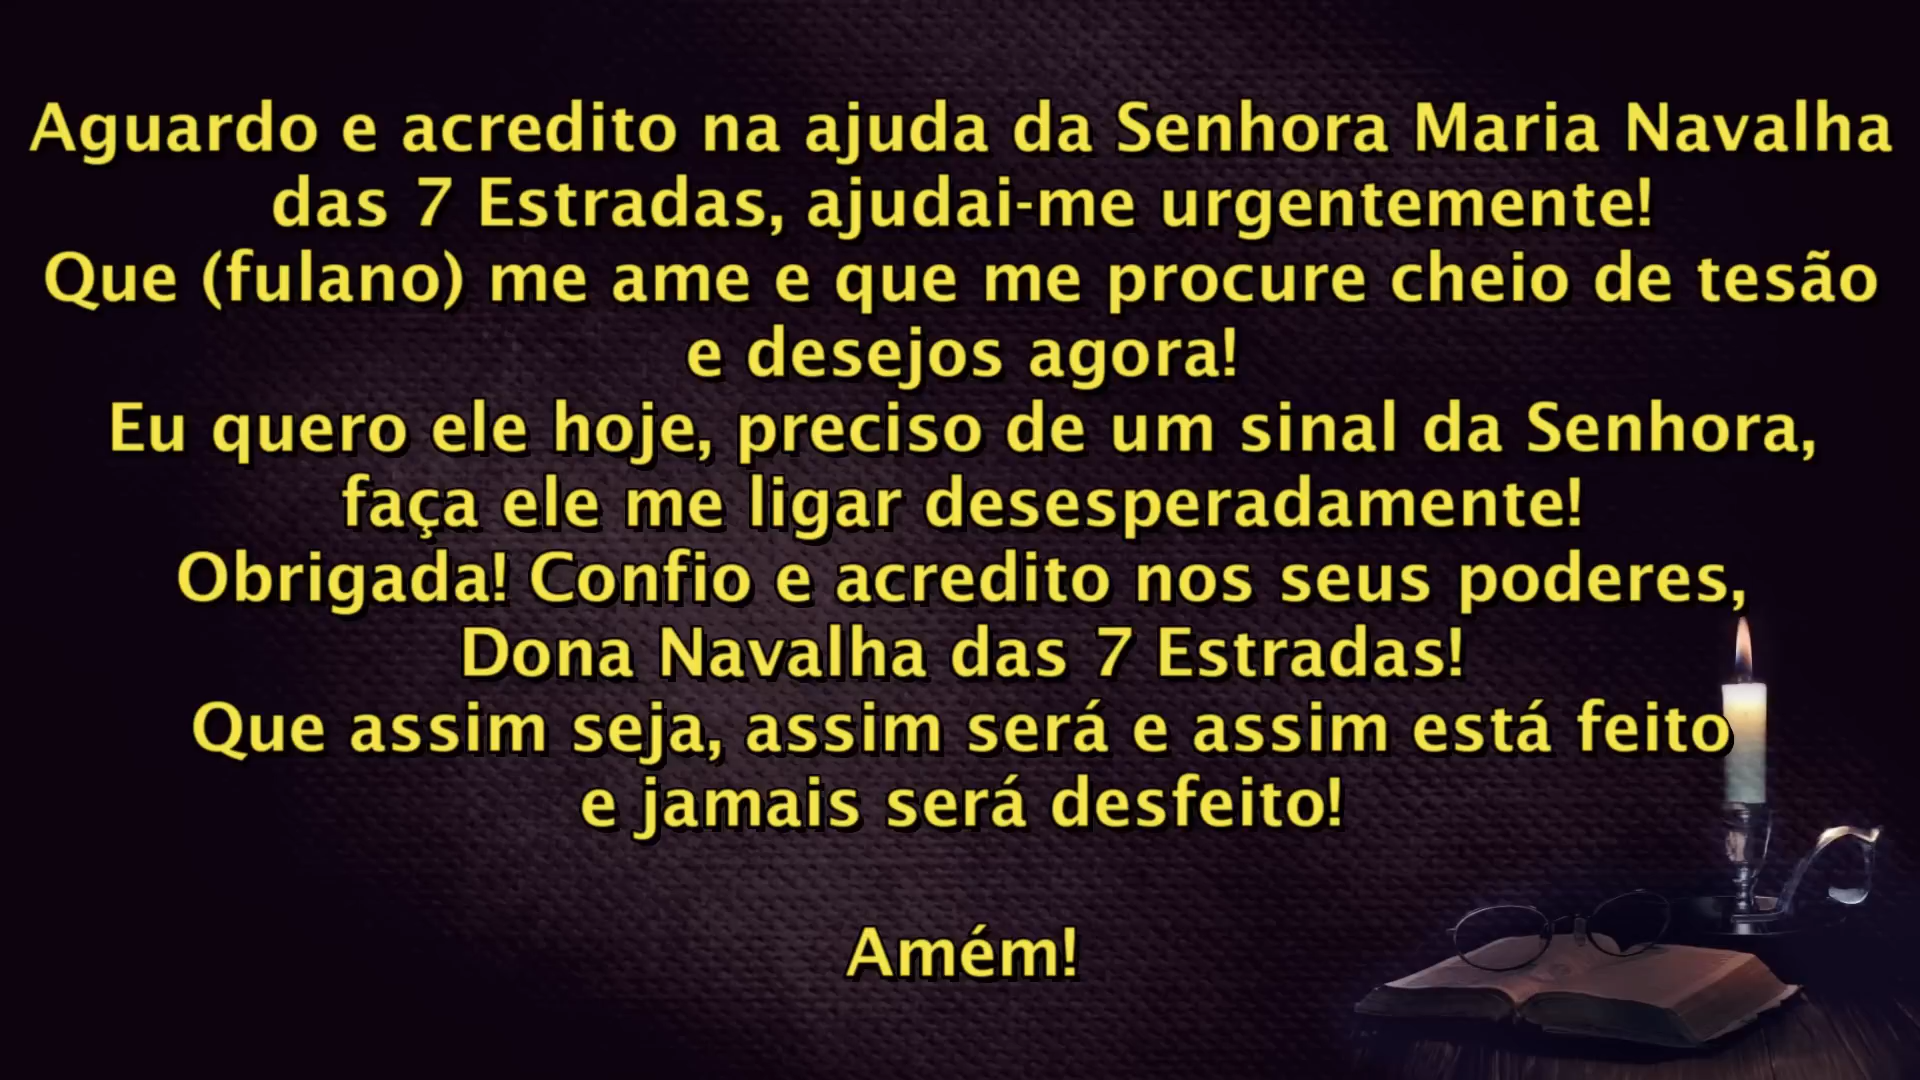 Aguardo e acredito na ajuda da Senhora Maria Navalha
das 7 Estradas, ajudai-me urgentemente!
Que (fulano) me ame e que me procure cheio de tesão
e desejos agora!
Eu quero ele hoje, preciso de um sinal da Senhora,
faça ele me ligar desesperadamente!
Obrigada! Confio e acredito nos seus poderes,
Dona Navalha das 7 Estradas!
Que assim seja, assim será e assim está feito
e jamais será desfeito!
Amém!